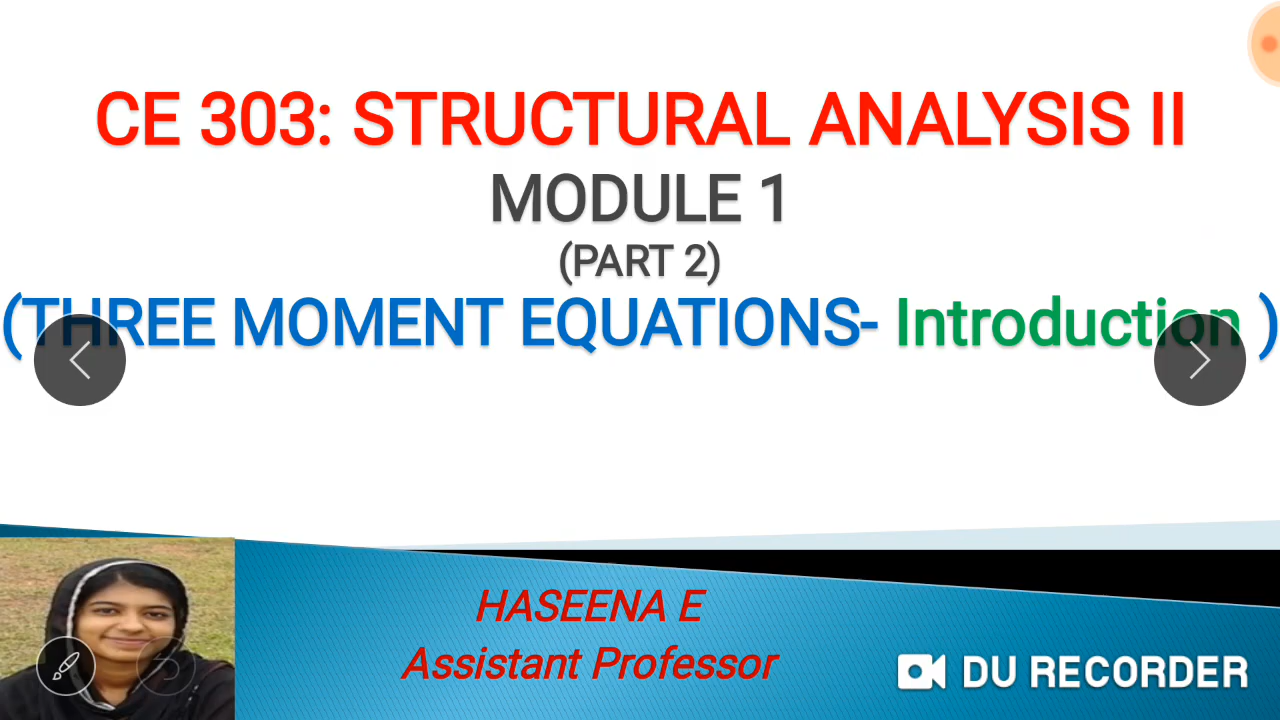 CE 303: STRUCTURAL ANALYSIS II
MODULE 1
(PART 2)
(THREE MOMENT EQUATIONS- Introduction )
HASEENA E
Assistant Professor
DU RECORDER